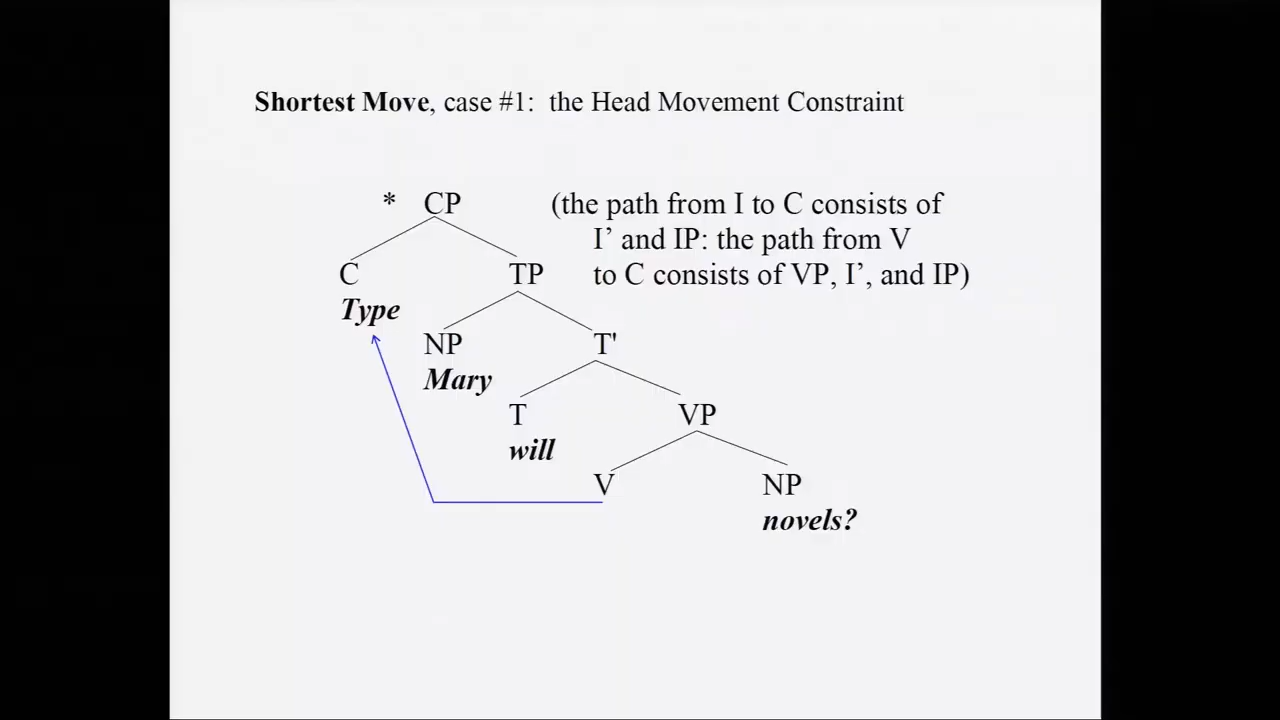 Shortest Move, case #1: the Head Movement Constraint
* CP (the path from I to C consists of
I’ and IP: the path from V
C TP to C consists of VP, I’, and IP)
Type
NP T'
Mary
T VP
will
V NP
novels?